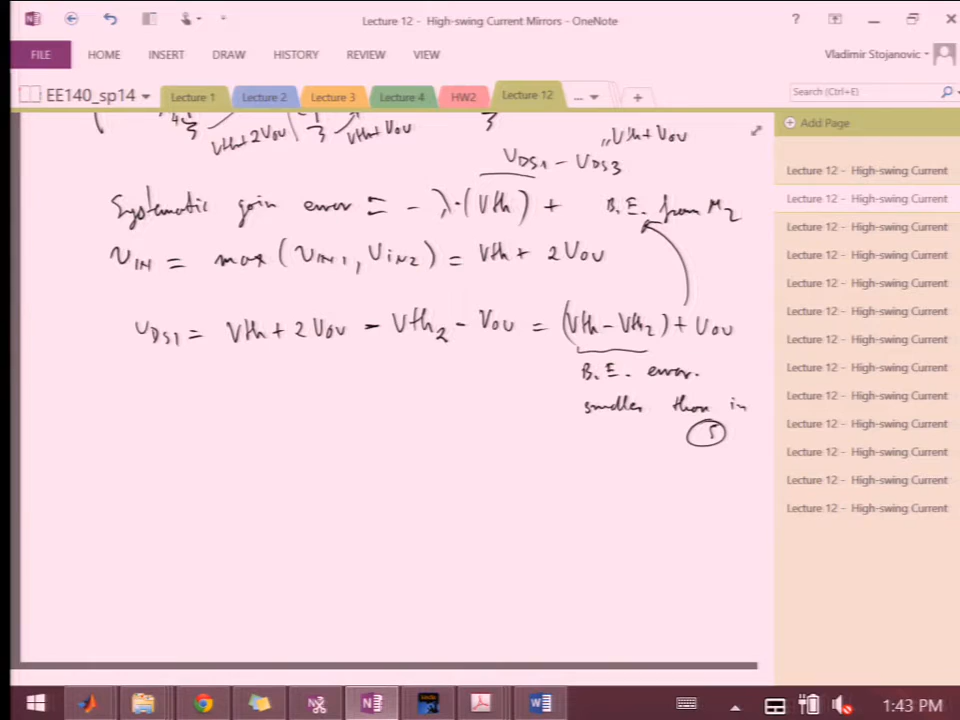 Lecture 12 - High-swing Current Mirrors - OneNote
?
FILE HOME INSERT DRAW HISTORY REVIEW VIEW
Vladimir Stojanovic
EE140_sp14 Lecture 1 Lecture 2 Lecture 3 Lecture 4 HW2 Lecture 12 ... +
Search (Ctrl+E)
Add Page
Lecture 12 - High-swing Current
Lecture 12 - High-swing Current
Lecture 12 - High-swing Current
Lecture 12 - High-swing Current
Lecture 12 - High-swing Current
Lecture 12 - High-swing Current
Lecture 12 - High-swing Current
Lecture 12 - High-swing Current
Lecture 12 - High-swing Current
Lecture 12 - High-swing Current
Lecture 12 - High-swing Current
Lecture 12 - High-swing Current
Lecture 12 - High-swing Current
Vth+2VOV Vth+VOV
Vth+VOV
VDS1 - VDS3
Systematic gain error = - λ·(Vth) + B.E. from M2
VIN = max (VIN1, VIN2) = Vth + 2VOV
VDS1 = Vth + 2VOV - Vth2 - VOV = (Vth - Vth2) + VOV
B.E. error.
smaller than in
5
1:43 PM